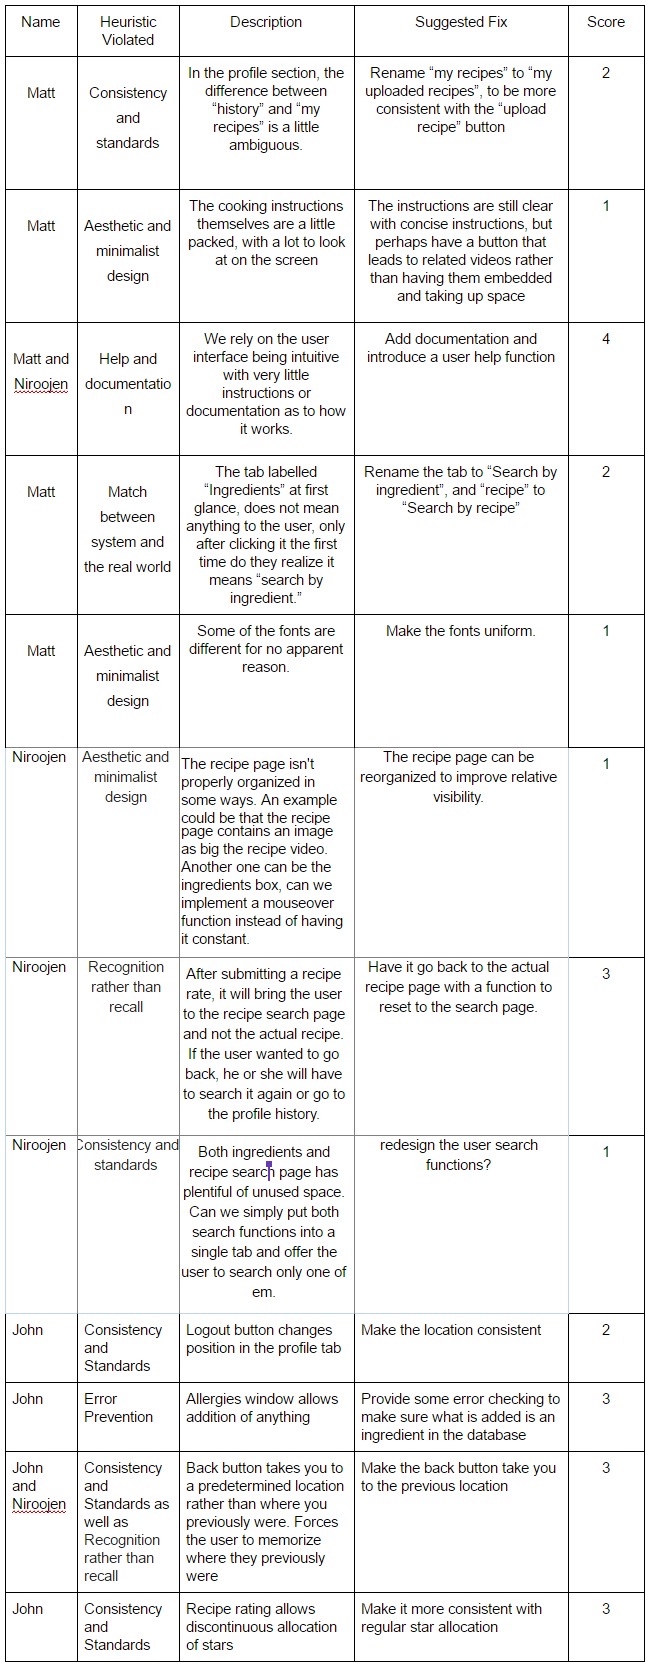 Name
Heuristic
Violated
Description
Suggested Fix
Score
Matt
Consistency
and
standards
In the profile section, the
difference between
“history” and “my
recipes” is a little
ambiguous.
Rename “my recipes” to “my
uploaded recipes”, to be more
consistent with the “upload
recipe” button
2
Matt
Aesthetic and
minimalist
design
The cooking instructions
themselves are a little
packed, with a lot to look
at on the screen
The instructions are still clear
with concise instructions, but
perhaps have a button that
leads to related videos rather
than having them embedded
and taking up space
1
Matt and
Niroojen
Help and
documentatio
n
We rely on the user
interface being intuitive
with very little
instructions or
documentation as to how
it works.
Add documentation and
introduce a user help function
4
Matt
Match
between
system and
the real world
The tab labelled
“Ingredients” at first
glance, does not mean
anything to the user, only
after clicking it the first
time do they realize it
means “search by
ingredient.”
Rename the tab to “Search by
ingredient”, and “recipe” to
“Search by recipe”
2
Matt
Aesthetic and
minimalist
design
Some of the fonts are
different for no apparent
reason.
Make the fonts uniform.
1
Niroojen
Aesthetic and
minimalist
design
The recipe page isn't
properly organized in
some ways. An example
could be that the recipe
page contains an image
as big the recipe video.
Another one can be the
ingredients box, can we
implement a mouseover
function instead of having
it constant.
The recipe page can be
reorganized to improve relative
visibility.
1
Niroojen
Recognition
rather than
recall
After submitting a recipe
rate, it will bring the user
to the recipe search page
and not the actual recipe.
If the user wanted to go
back, he or she will have
to search it again or go to
the profile history.
Have it go back to the actual
recipe page with a function to
reset to the search page.
3
Niroojen
Consistency and
standards
Both ingredients and
recipe search page has
plentiful of unused space.
Can we simply put both
search functions into a
single tab and offer the
user to search only one of
em.
redesign the user search
functions?
1
John
Consistency
and
Standards
Logout button changes
position in the profile tab
Make the location consistent
2
John
Error
Prevention
Allergies window allows
addition of anything
Provide some error checking to
make sure what is added is an
ingredient in the database
3
John
and
Niroojen
Consistency
and
Standards as
well as
Recognition
rather than
recall
Back button takes you to
a predetermined location
rather than where you
previously were. Forces
the user to memorize
where they previously
were
Make the back button take you
to the previous location
3
John
Consistency
and
Standards
Recipe rating allows
discontinuous allocation
of stars
Make it more consistent with
regular star allocation
3